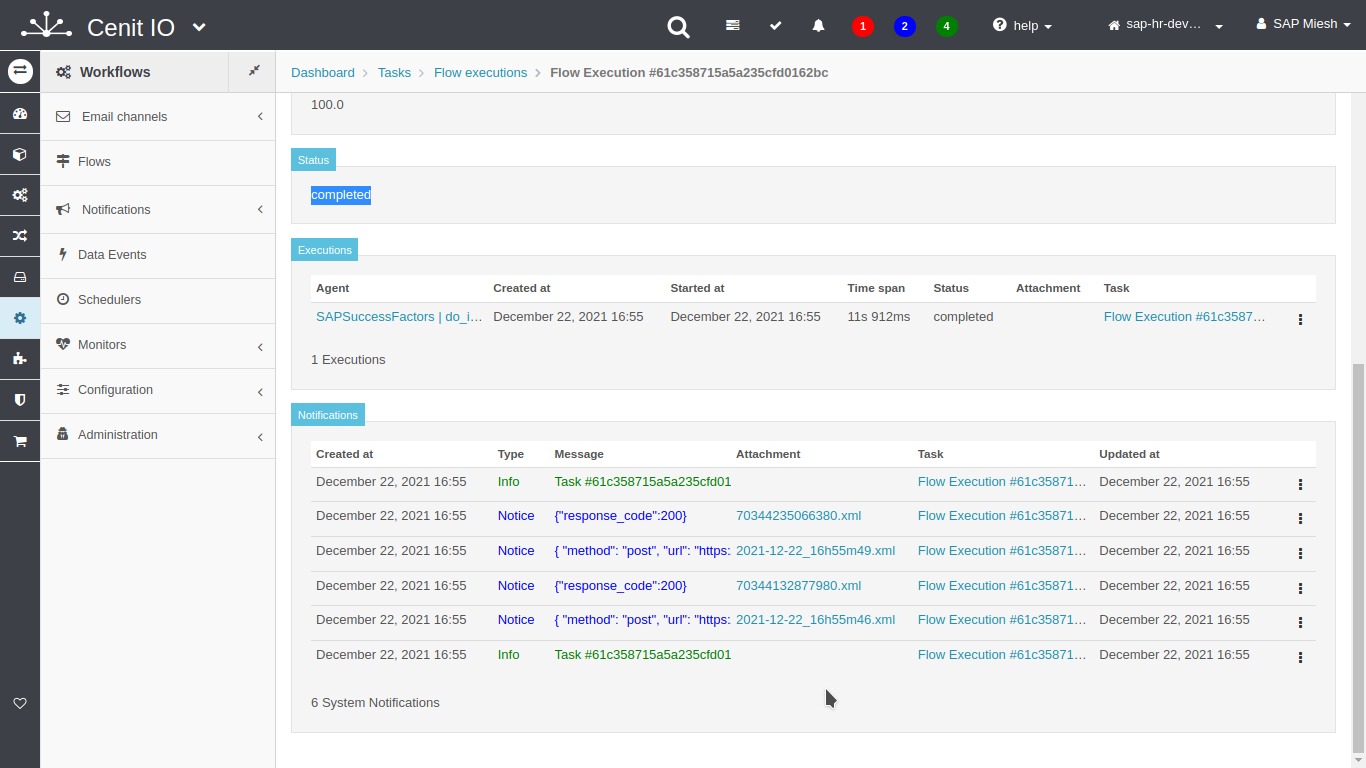 Cenit IO
1 2 4 help sap-hr-dev… SAP Miesh
Workflows
Email channels
Flows
Notifications
Data Events
Schedulers
Monitors
Configuration
Administration
Dashboard Tasks Flow executions Flow Execution #61c358715a5a235cfd0162bc
100.0
Status
completed
Executions
Agent Created at Started at Time span Status Attachment Task
SAPSuccessFactors | do_i… December 22, 2021 16:55 December 22, 2021 16:55 11s 912ms completed Flow Execution #61c3587…
1 Executions
Notifications
Created at Type Message Attachment Task Updated at
December 22, 2021 16:55 Info Task #61c358715a5a235cfd01 Flow Execution #61c35871… December 22, 2021 16:55
December 22, 2021 16:55 Notice {"response_code":200} 70344235066380.xml Flow Execution #61c35871… December 22, 2021 16:55
December 22, 2021 16:55 Notice { "method": "post", "url": "https: 2021-12-22_16h55m49.xml Flow Execution #61c35871… December 22, 2021 16:55
December 22, 2021 16:55 Notice {"response_code":200} 70344132877980.xml Flow Execution #61c35871… December 22, 2021 16:55
December 22, 2021 16:55 Notice { "method": "post", "url": "https: 2021-12-22_16h55m46.xml Flow Execution #61c35871… December 22, 2021 16:55
December 22, 2021 16:55 Info Task #61c358715a5a235cfd01 Flow Execution #61c35871… December 22, 2021 16:55
6 System Notifications